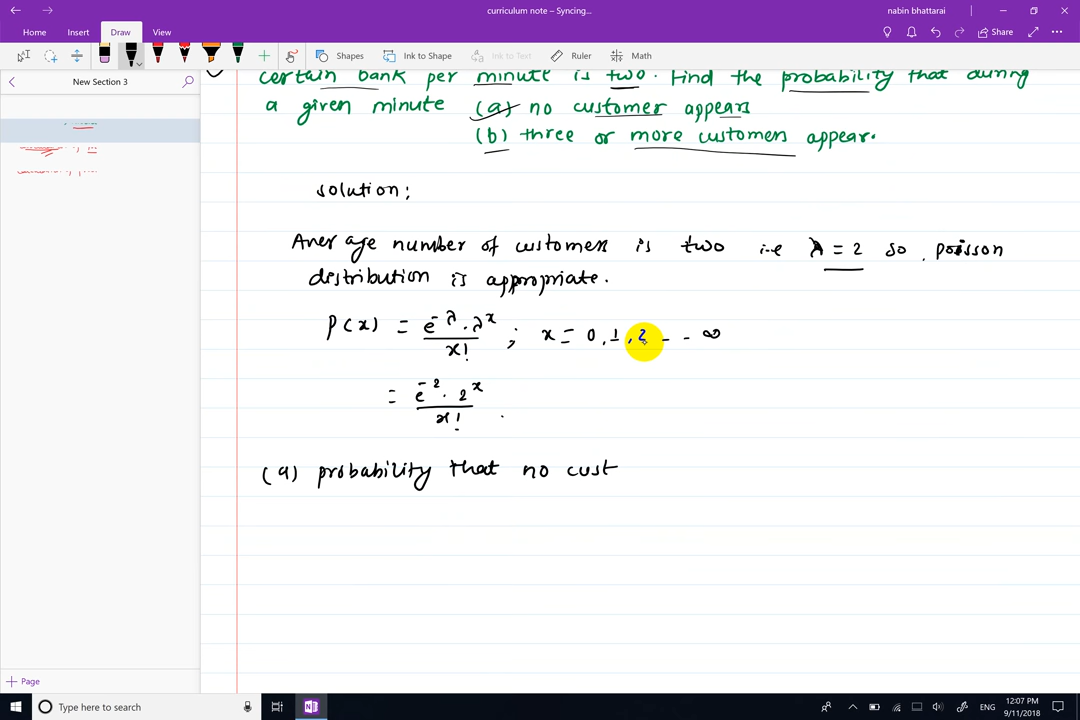 curriculum note – Syncing...
nabin bhattarai
Home Insert Draw View
Share
Shapes Ink to Shape Ink to Text Ruler Math
New Section 3
certain bank per minute is two. Find the probability that during
a given minute (a) no customer appears
(b) three or more customers appear.
solution;
Average number of customers is two i.e λ = 2 so, poisson
distribution is appropriate.
P(x) = e^-λ . λ^x / x! ; x = 0, 1, 2 - - ∞
= e^-2 . 2^x / x! .
(a) probability that no cust
+ Page
Type here to search
ENG
12:07 PM
9/11/2018